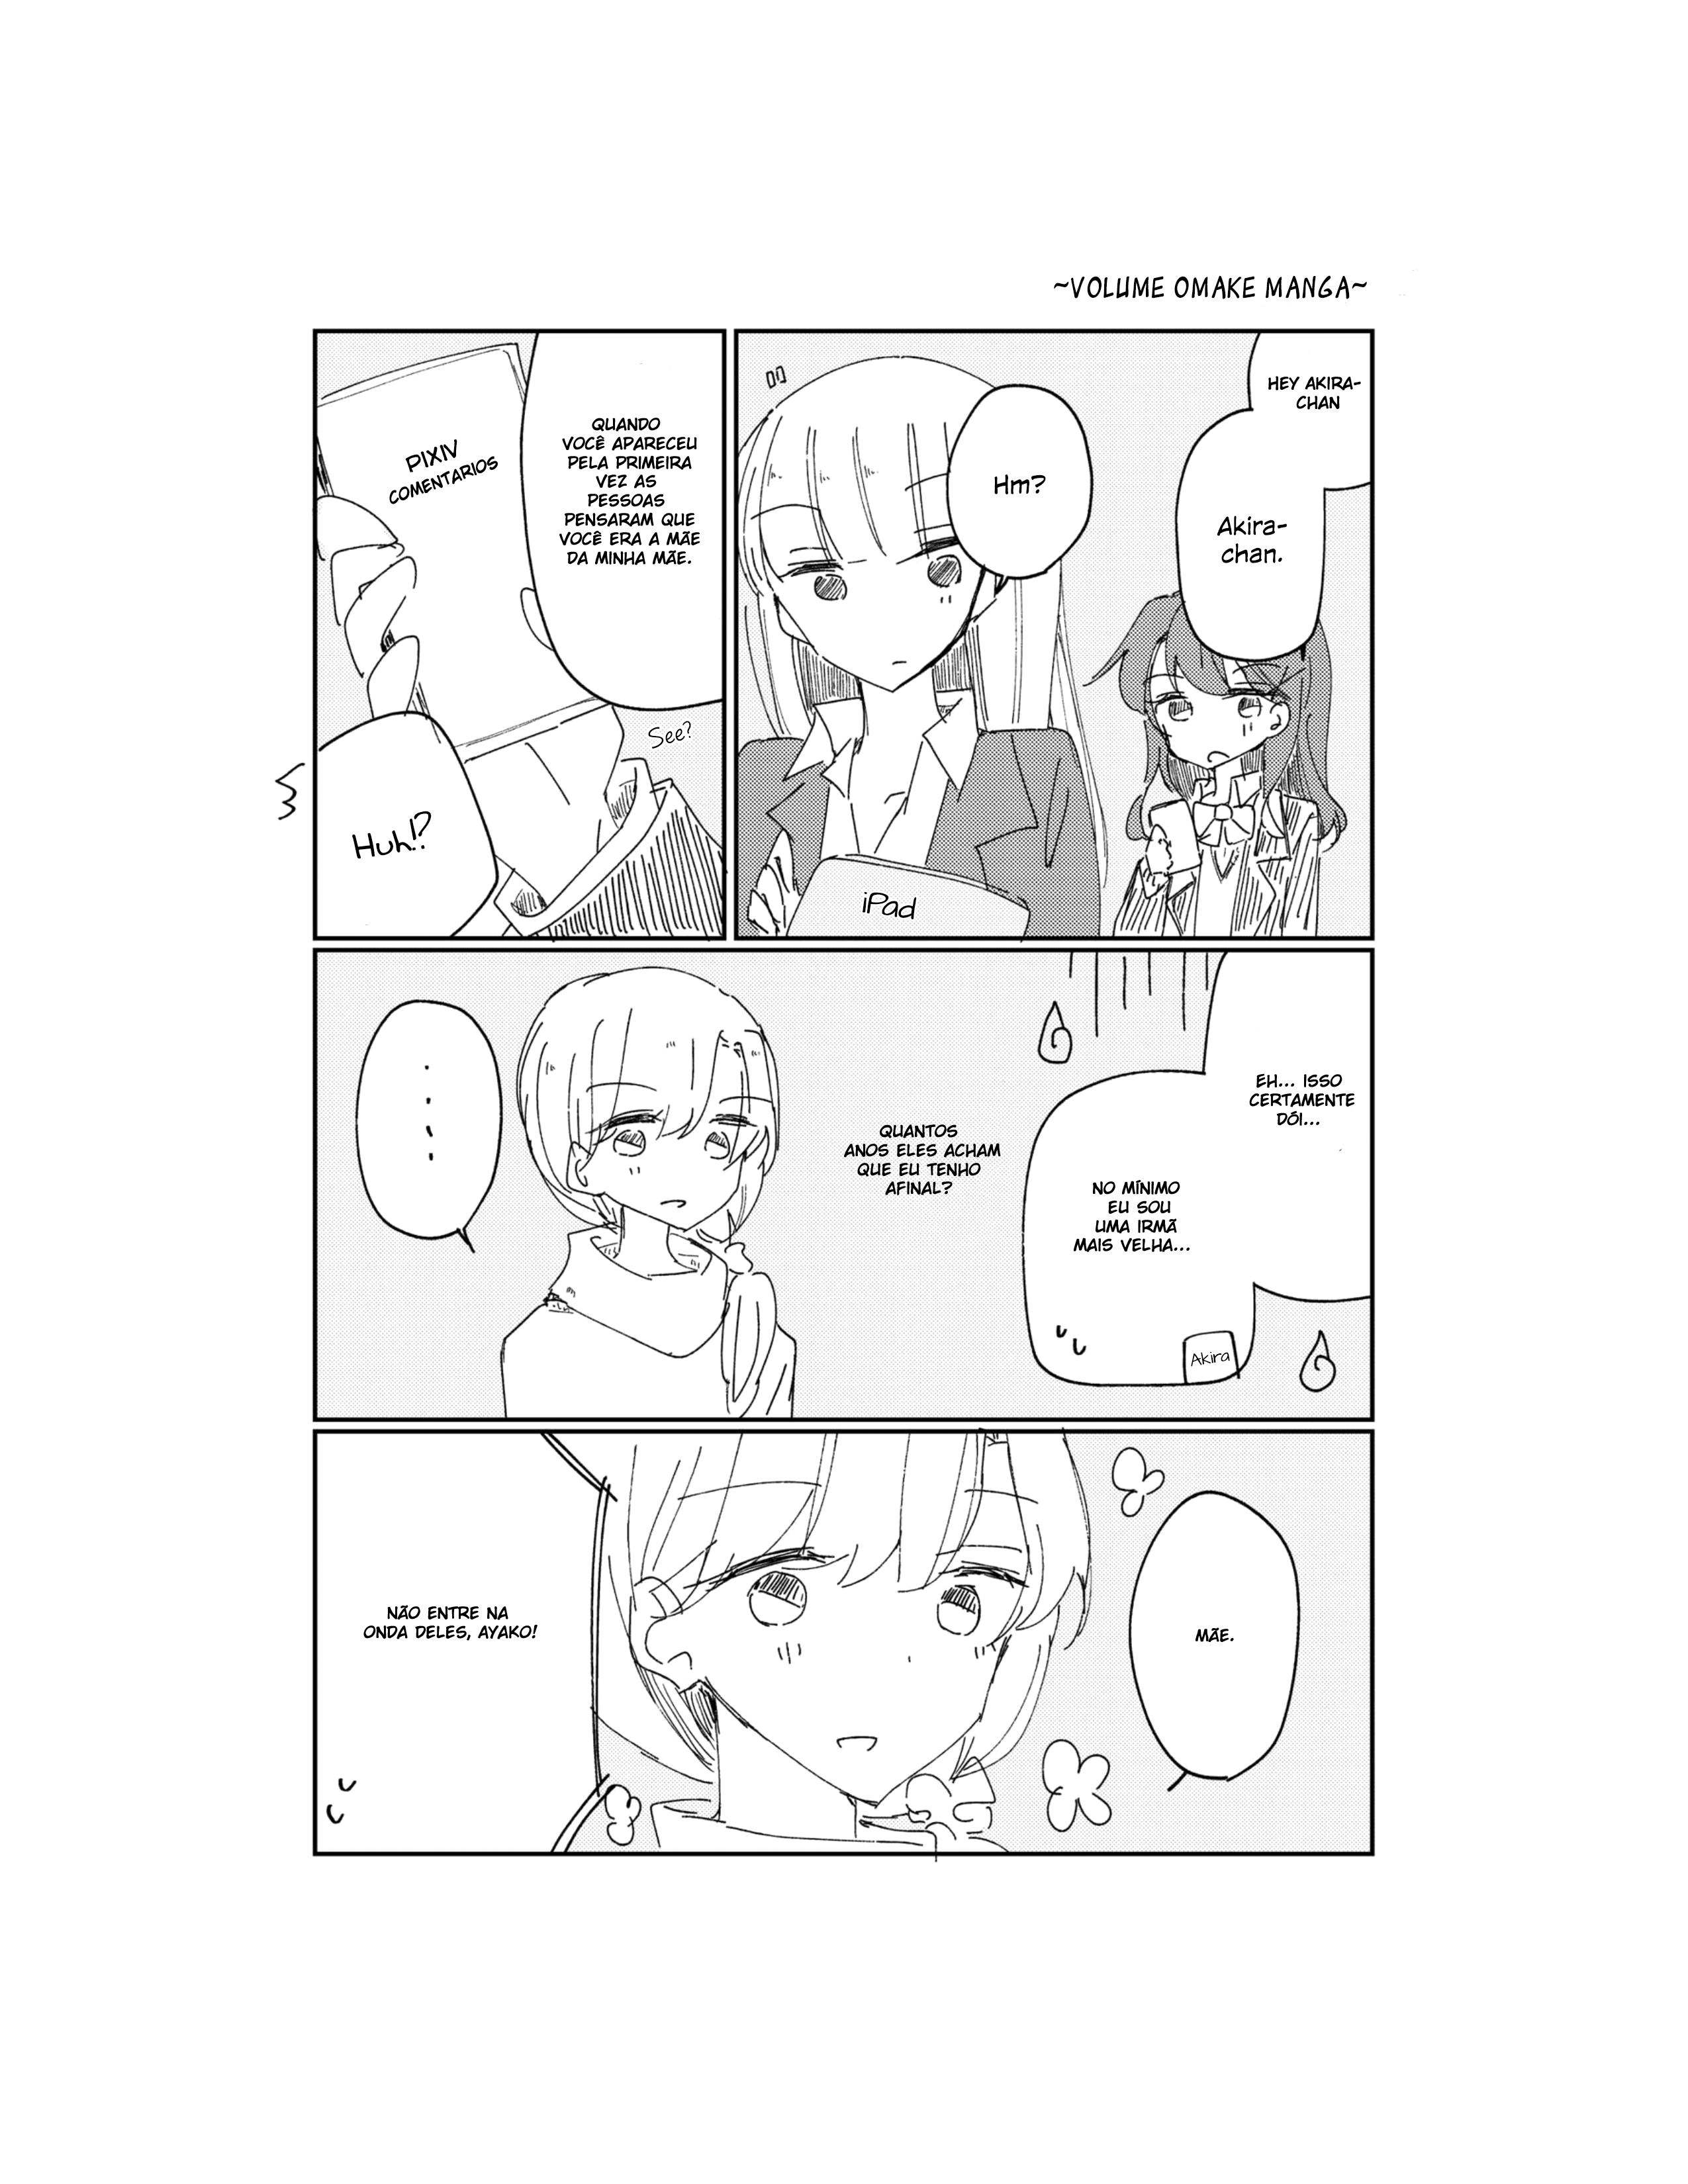 ~VOLUME OMAKE MANGA~
HEY AKIRA-
CHAN
Akira-
chan.
Hm?
iPad
QUANDO
VOCÊ APARECEU
PELA PRIMEIRA
VEZ AS
PESSOAS
PENSARAM QUE
VOCÊ ERA A MÃE
DA MINHA MÃE.
PIXIV
COMENTARIOS
See?
Huh!?
EH... ISSO
CERTAMENTE
DÓI...
NO MÍNIMO
EU SOU
UMA IRMÃ
MAIS VELHA...
Akira
QUANTOS
ANOS ELES ACHAM
QUE EU TENHO
AFINAL?
....
MÃE.
NÃO ENTRE NA
ONDA DELES, AYAKO!